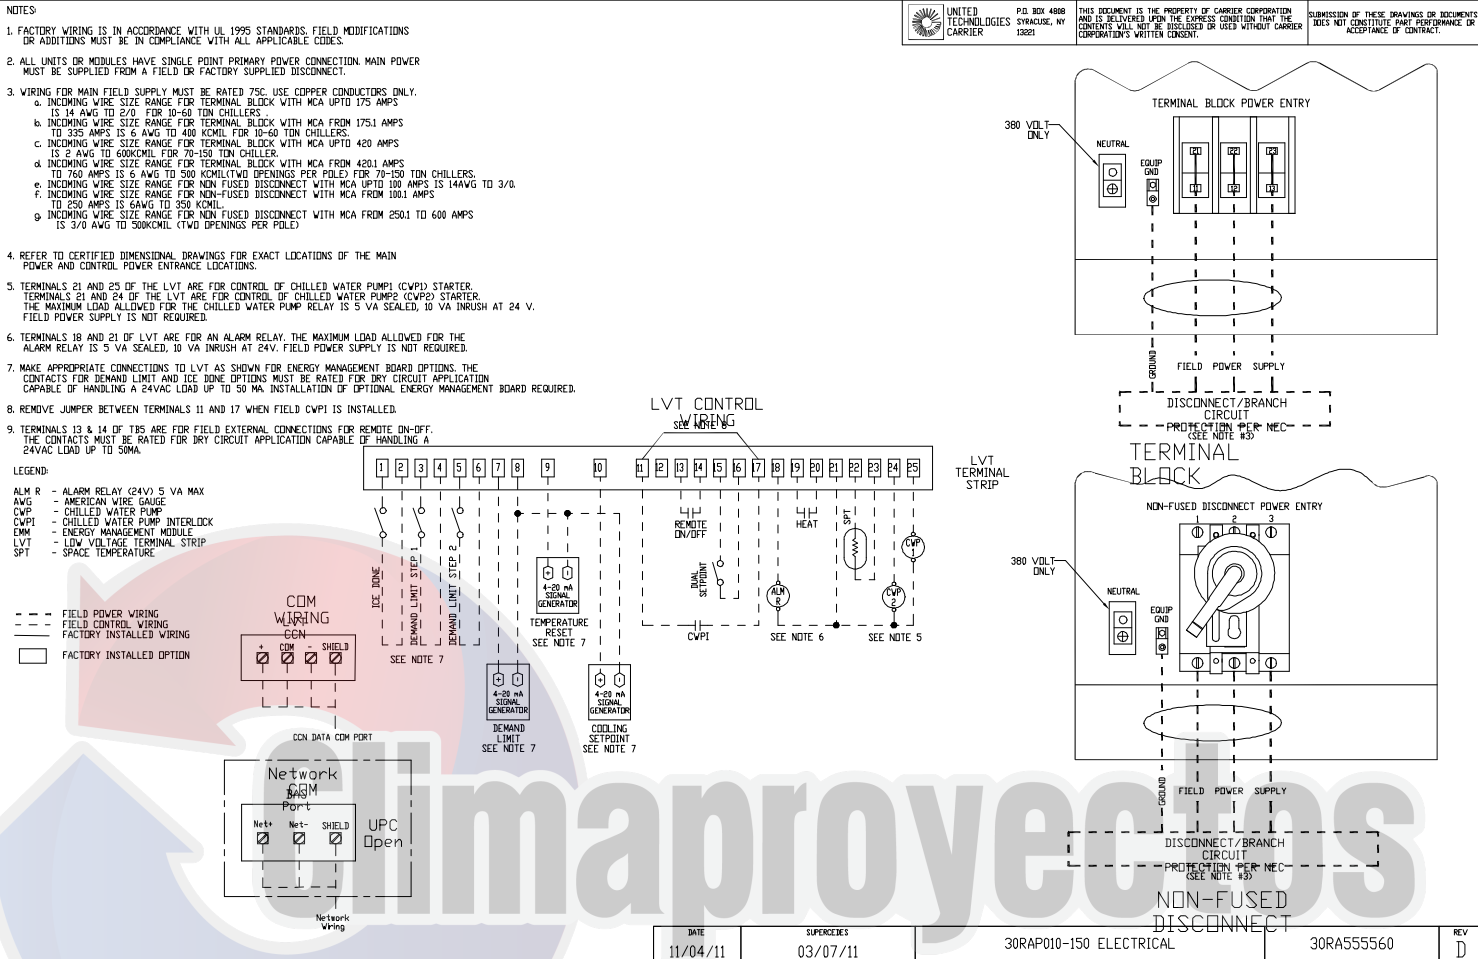 NOTES:
1. FACTORY WIRING IS IN ACCORDANCE WITH UL 1995 STANDARDS. FIELD MODIFICATIONS
OR ADDITIONS MUST BE IN COMPLIANCE WITH ALL APPLICABLE CODES.
2. ALL UNITS OR MODULES HAVE SINGLE POINT PRIMARY POWER CONNECTION. MAIN POWER
MUST BE SUPPLIED FROM A FIELD OR FACTORY SUPPLIED DISCONNECT.
3. WIRING FOR MAIN FIELD SUPPLY MUST BE RATED 75C. USE COPPER CONDUCTORS ONLY.
a. INCOMING WIRE SIZE RANGE FOR TERMINAL BLOCK WITH MCA UPTO 175 AMPS
IS 14 AWG TO 2/0 FOR 10-60 TON CHILLERS .
b. INCOMING WIRE SIZE RANGE FOR TERMINAL BLOCK WITH MCA FROM 175.1 AMPS
TO 335 AMPS IS 6 AWG TO 400 KCMIL FOR 10-60 TON CHILLERS.
c. INCOMING WIRE SIZE RANGE FOR TERMINAL BLOCK WITH MCA UPTO 420 AMPS
IS 2 AWG TO 600KCMIL FOR 70-150 TON CHILLER.
d. INCOMING WIRE SIZE RANGE FOR TERMINAL BLOCK WITH MCA FROM 420.1 AMPS
TO 760 AMPS IS 6 AWG TO 500 KCMIL(TWO OPENINGS PER POLE) FOR 70-150 TON CHILLERS.
e. INCOMING WIRE SIZE RANGE FOR NON FUSED DISCONNECT WITH MCA UPTO 100 AMPS IS 14AWG TO 3/0.
f. INCOMING WIRE SIZE RANGE FOR NON-FUSED DISCONNECT WITH MCA FROM 100.1 AMPS
TO 250 AMPS IS 6AWG TO 350 KCMIL.
g. INCOMING WIRE SIZE RANGE FOR NON FUSED DISCONNECT WITH MCA FROM 250.1 TO 600 AMPS
IS 3/0 AWG TO 500KCMIL (TWO OPENINGS PER POLE)
4. REFER TO CERTIFIED DIMENSIONAL DRAWINGS FOR EXACT LOCATIONS OF THE MAIN
POWER AND CONTROL POWER ENTRANCE LOCATIONS.
5. TERMINALS 21 AND 25 OF THE LVT ARE FOR CONTROL OF CHILLED WATER PUMP1 (CWP1) STARTER.
TERMINALS 21 AND 24 OF THE LVT ARE FOR CONTROL OF CHILLED WATER PUMP2 (CWP2) STARTER.
THE MAXIMUM LOAD ALLOWED FOR THE CHILLED WATER PUMP RELAY IS 5 VA SEALED, 10 VA INRUSH AT 24 V.
FIELD POWER SUPPLY IS NOT REQUIRED.
6. TERMINALS 18 AND 21 OF LVT ARE FOR AN ALARM RELAY. THE MAXIMUM LOAD ALLOWED FOR THE
ALARM RELAY IS 5 VA SEALED, 10 VA INRUSH AT 24V. FIELD POWER SUPPLY IS NOT REQUIRED.
7. MAKE APPROPRIATE CONNECTIONS TO LVT AS SHOWN FOR ENERGY MANAGEMENT BOARD OPTIONS. THE
CONTACTS FOR DEMAND LIMIT AND ICE DONE OPTIONS MUST BE RATED FOR DRY CIRCUIT APPLICATION
CAPABLE OF HANDLING A 24VAC LOAD UP TO 50 MA. INSTALLATION OF OPTIONAL ENERGY MANAGEMENT BOARD REQUIRED.
8. REMOVE JUMPER BETWEEN TERMINALS 11 AND 17 WHEN FIELD CWPI IS INSTALLED.
9. TERMINALS 13 & 14 OF TB5 ARE FOR FIELD EXTERNAL CONNECTIONS FOR REMOTE ON-OFF.
THE CONTACTS MUST BE RATED FOR DRY CIRCUIT APPLICATION CAPABLE OF HANDLING A
24VAC LOAD UP TO 50MA.
LEGEND:
ALM R - ALARM RELAY (24V) 5 VA MAX
AWG - AMERICAN WIRE GAUGE
CWP - CHILLED WATER PUMP
CWPI - CHILLED WATER PUMP INTERLOCK
EMM - ENERGY MANAGEMENT MODULE
LVT - LOW VOLTAGE TERMINAL STRIP
SPT - SPACE TEMPERATURE
FIELD POWER WIRING
FIELD CONTROL WIRING
FACTORY INSTALLED WIRING
FACTORY INSTALLED OPTION
COM
WIRING
LVT
CCN
+ COM - SHIELD
CCN DATA COM PORT
Network
COM
BAS
Port
Net+ Net- SHIELD
UPC
Open
Network
Wring
LVT CONTROL
WIRING
SEE NOTE 8
1 2 3 4 5 6 7 8 9 10 11 12 13 14 15 16 17 18 19 20 21 22 23 24 25
LVT
TERMINAL
STRIP
ICE DONE
DEMAND LIMIT STEP 1
DEMAND LIMIT STEP 2
SEE NOTE 7
+ -
4-20 mA
SIGNAL
GENERATOR
DEMAND
LIMIT
SEE NOTE 7
+ -
4-20 mA
SIGNAL
GENERATOR
TEMPERATURE
RESET
SEE NOTE 7
+ -
4-20 mA
SIGNAL
GENERATOR
COOLING
SETPOINT
SEE NOTE 7
REMOTE
ON/OFF
DUAL
SETPOINT
CWPI
HEAT
ALM
R
SEE NOTE 6
SPT
CWP
1
CWP
2
SEE NOTE 5
UNITED
TECHNOLOGIES
CARRIER
P.O. BOX 4808
SYRACUSE, NY
13221
THIS DOCUMENT IS THE PROPERTY OF CARRIER CORPORATION
AND IS DELIVERED UPON THE EXPRESS CONDITION THAT THE
CONTENTS WILL NOT BE DISCLOSED OR USED WITHOUT CARRIER
CORPORATION'S WRITTEN CONSENT.
SUBMISSION OF THESE DRAWINGS OR DOCUMENTS
DOES NOT CONSTITUTE PART PERFORMANCE OR
ACCEPTANCE OF CONTRACT.
TERMINAL BLOCK POWER ENTRY
380 VOLT
ONLY
NEUTRAL
EQUIP
GND
21 22 23
11 12 13
GROUND
FIELD POWER SUPPLY
DISCONNECT/BRANCH
CIRCUIT
PROTECTION PER NEC
(SEE NOTE #3)
TERMINAL
BLOCK
NON-FUSED DISCONNECT POWER ENTRY
1 2 3
380 VOLT
ONLY
NEUTRAL
EQUIP
GND
GROUND
FIELD POWER SUPPLY
DISCONNECT/BRANCH
CIRCUIT
PROTECTION PER NEC
(SEE NOTE #3)
NON-FUSED
DISCONNECT
Climaproyectos
DATE
11/04/11
SUPERCEDES
03/07/11
30RAP010-150 ELECTRICAL
30RA555560
REV
D